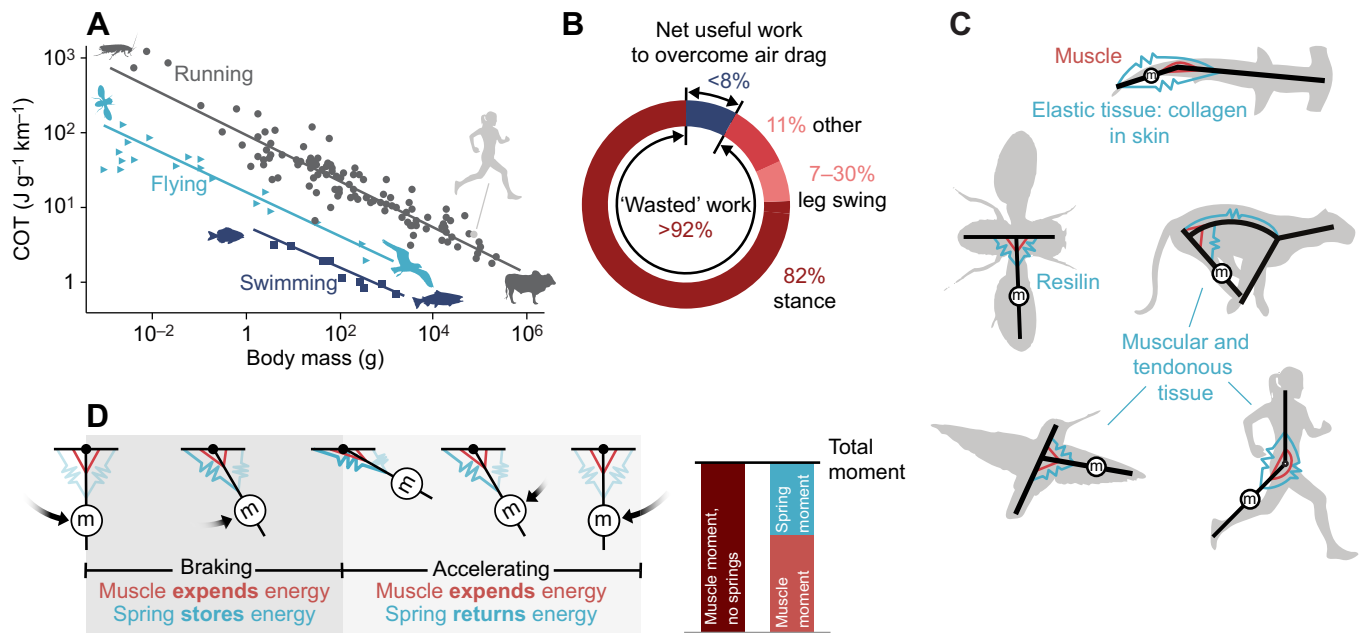 A
COT (J g⁻¹ km⁻¹)
10³
10²
10¹
1
Running
Flying
Swimming
10⁻²
1
10²
10⁴
10⁶
Body mass (g)
B
Net useful work
to overcome air drag
<8%
11% other
7–30%
leg swing
'Wasted' work
>92%
82%
stance
C
Muscle
m
Elastic tissue: collagen
in skin
Resilin
m
m
Muscular and
tendonous
tissue
m
m
D
m
m
m
m
m
Braking
Accelerating
Muscle expends energy
Spring stores energy
Muscle expends energy
Spring returns energy
Total
moment
Muscle moment,
no springs
Spring
moment
Muscle
moment